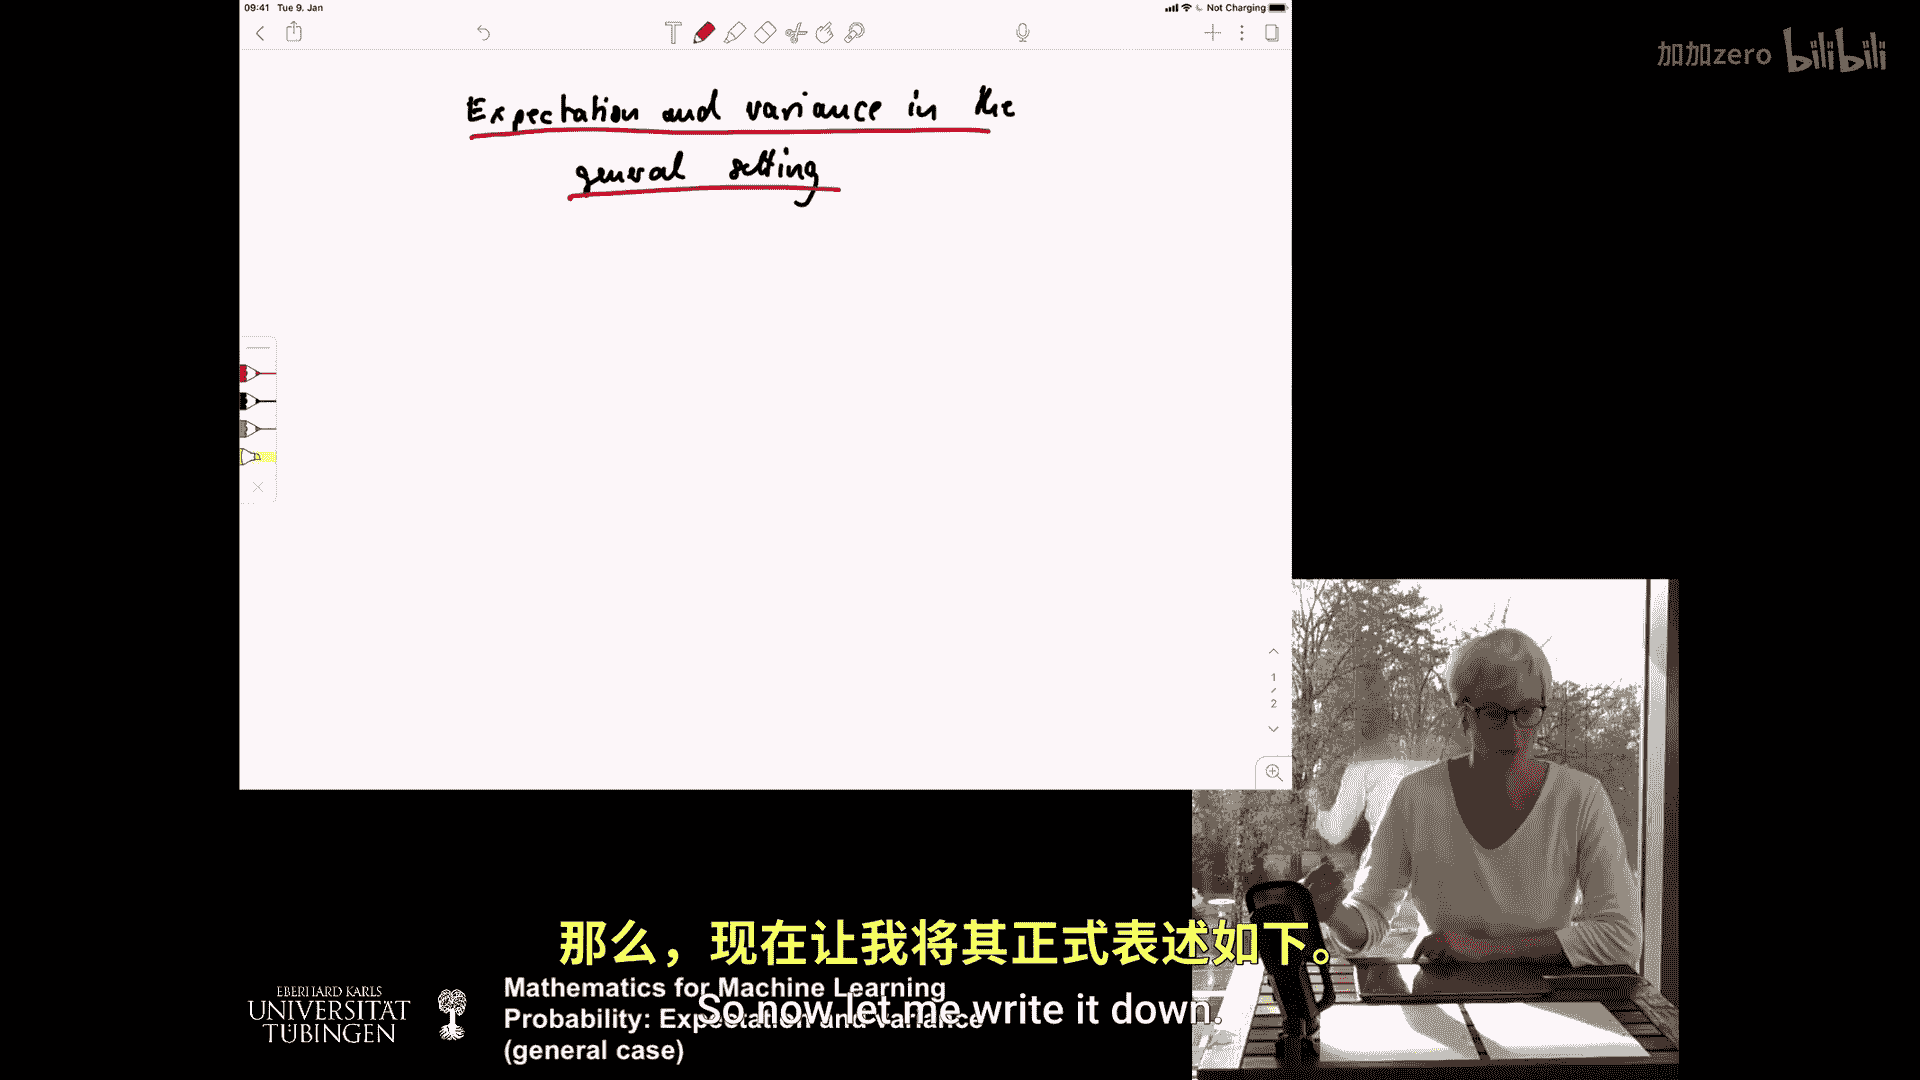 09:41 Tue 9. Jan
Not Charging
加加zero bilibili
Expectation and variance in the
general setting
1
2
那么，现在让我将其正式表述如下。
So now let me write it down.
EBERHARD KARLS
UNIVERSITÄT
TÜBINGEN
Mathematics for Machine Learning
Probability: Expectation and variance
(general case)